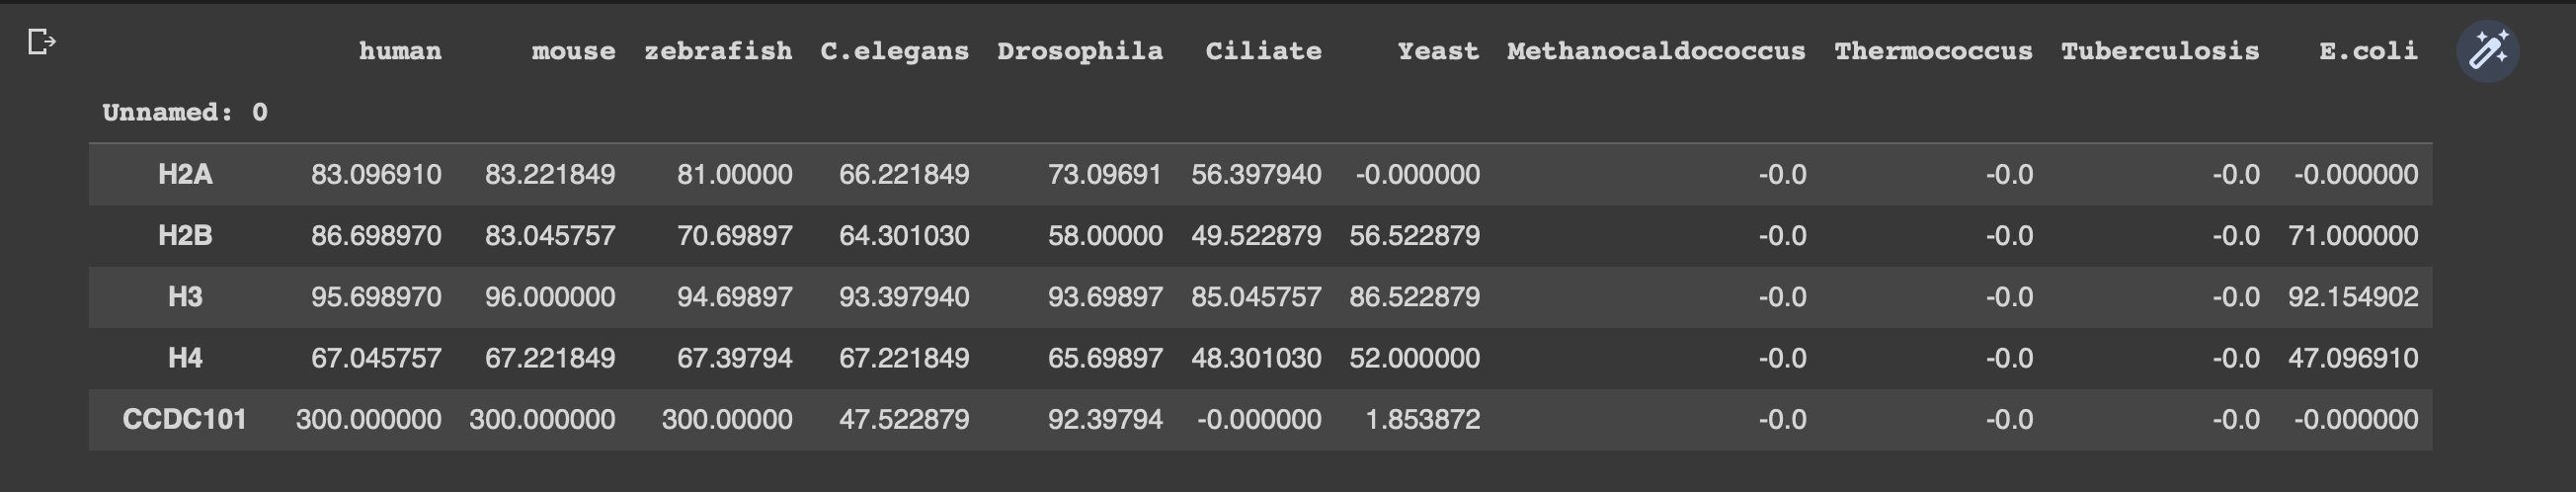 human mouse zebrafish C.elegans Drosophila Ciliate Yeast Methanocaldococcus Thermococcus Tuberculosis E.coli
Unnamed: 0
H2A 83.096910 83.221849 81.00000 66.221849 73.09691 56.397940 -0.000000 -0.0 -0.0 -0.0 -0.000000
H2B 86.698970 83.045757 70.69897 64.301030 58.00000 49.522879 56.522879 -0.0 -0.0 -0.0 71.000000
H3 95.698970 96.000000 94.69897 93.397940 93.69897 85.045757 86.522879 -0.0 -0.0 -0.0 92.154902
H4 67.045757 67.221849 67.39794 67.221849 65.69897 48.301030 52.000000 -0.0 -0.0 -0.0 47.096910
CCDC101 300.000000 300.000000 300.00000 47.522879 92.39794 -0.000000 1.853872 -0.0 -0.0 -0.0 -0.000000